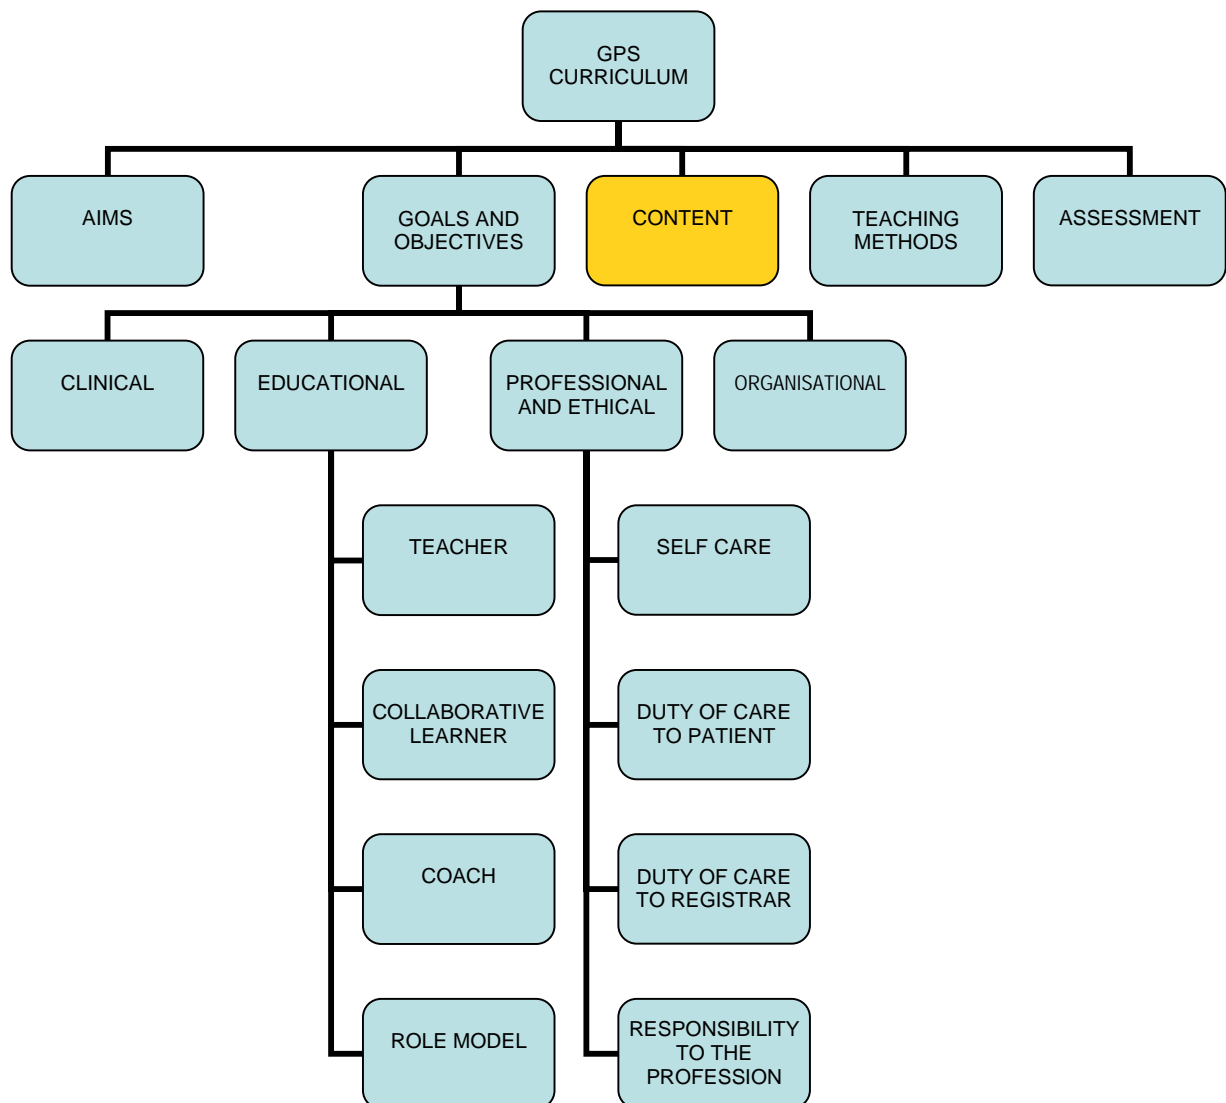 GPS
CURRICULUM
AIMS
GOALS AND
OBJECTIVES
CONTENT
TEACHING
METHODS
ASSESSMENT
CLINICAL
EDUCATIONAL
PROFESSIONAL
AND ETHICAL
ORGANISATIONAL
TEACHER
SELF CARE
COLLABORATIVE
LEARNER
DUTY OF CARE
TO PATIENT
COACH
DUTY OF CARE
TO REGISTRAR
ROLE MODEL
RESPONSIBILITY
TO THE
PROFESSION